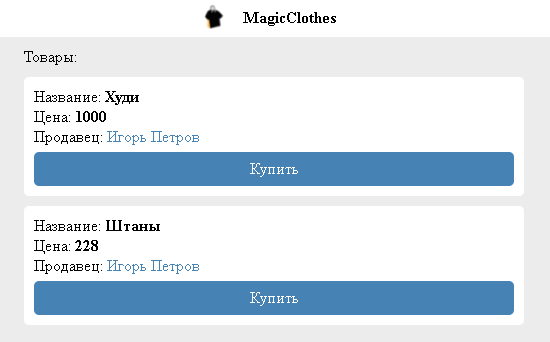 MagicClothes
Товары:
Название: Худи
Цена: 1000
Продавец: Игорь Петров
Купить
Название: Штаны
Цена: 228
Продавец: Игорь Петров
Купить